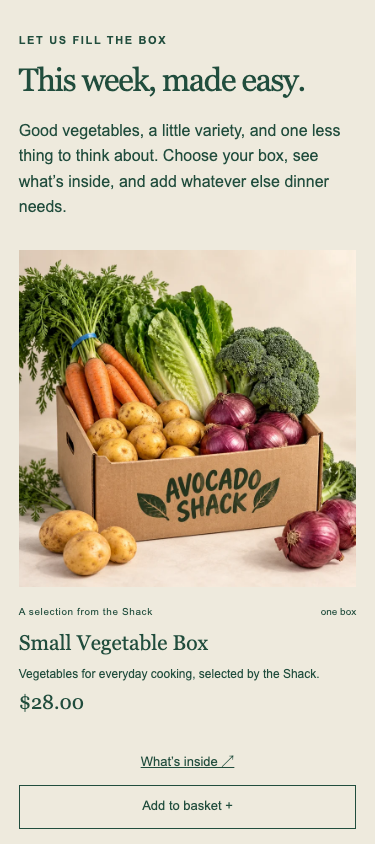 LET US FILL THE BOX
This week, made easy.
Good vegetables, a little variety, and one less
thing to think about. Choose your box, see
what's inside, and add whatever else dinner
needs.
AVOCADO
SHACK
A selection from the Shack
one box
Small Vegetable Box
Vegetables for everyday cooking, selected by the Shack.
$28.00
What's inside ↗
Add to basket +